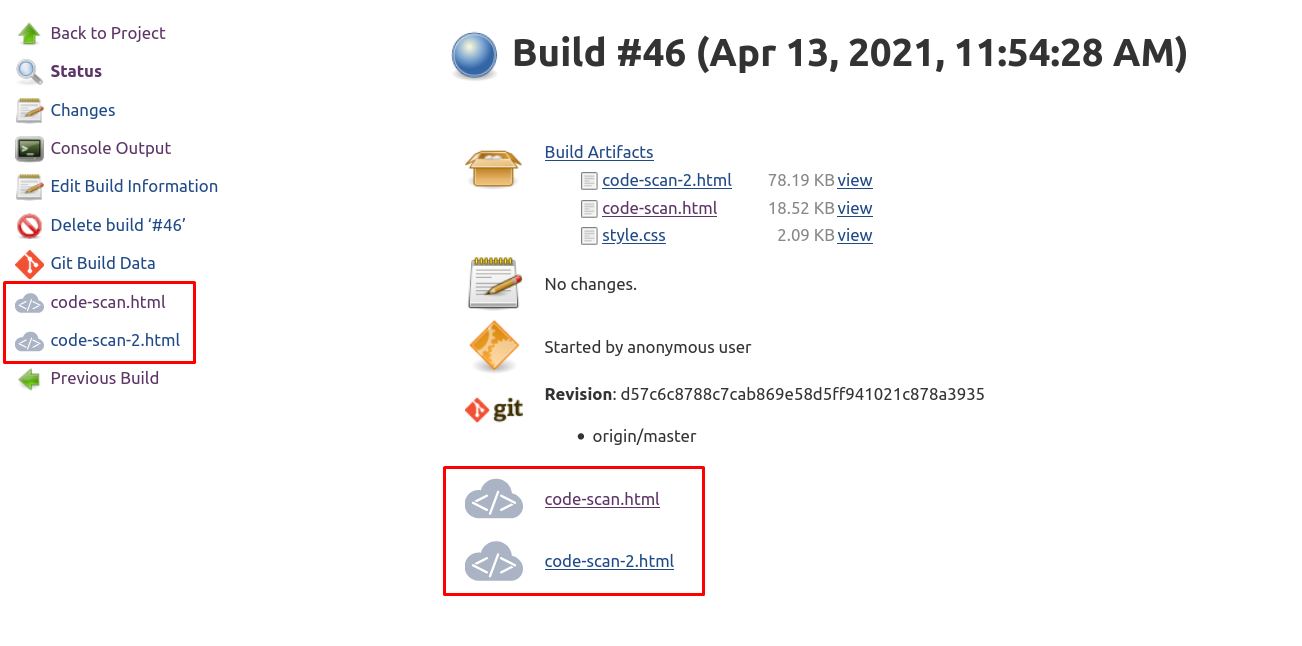 Back to Project
Status
Changes
Console Output
Edit Build Information
Delete build ‘#46’
Git Build Data
code-scan.html
code-scan-2.html
Previous Build
Build #46 (Apr 13, 2021, 11:54:28 AM)
Build Artifacts
code-scan-2.html 78.19 KB view
code-scan.html 18.52 KB view
style.css 2.09 KB view
No changes.
Started by anonymous user
git
Revision: d57c6c8788c7cab869e58d5ff941021c878a3935
origin/master
code-scan.html
code-scan-2.html